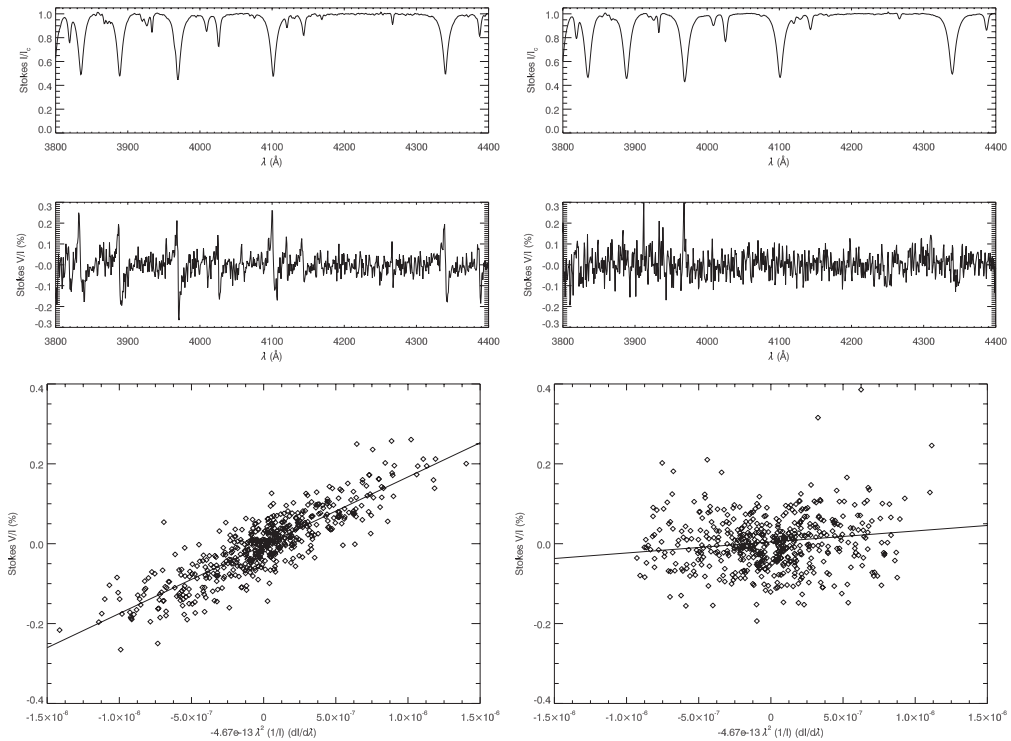 1.0
0.8
0.6
0.4
0.2
0.0
Stokes I/I_c
3800 3900 4000 4100 4200 4300 4400
λ (Å)
1.0
0.8
0.6
0.4
0.2
0.0
Stokes I/I_c
3800 3900 4000 4100 4200 4300 4400
λ (Å)
0.3
0.2
0.1
-0.0
-0.1
-0.2
-0.3
Stokes V/I (%)
3800 3900 4000 4100 4200 4300 4400
λ (Å)
0.3
0.2
0.1
-0.0
-0.1
-0.2
-0.3
Stokes V/I (%)
3800 3900 4000 4100 4200 4300 4400
λ (Å)
0.4
0.2
0.0
-0.2
-0.4
Stokes V/I (%)
-1.5×10⁻⁶ -1.0×10⁻⁶ -5.0×10⁻⁷ 0 5.0×10⁻⁷ 1.0×10⁻⁶ 1.5×10⁻⁶
-4.67e-13 λ² (1/I) (dI/dλ)
0.4
0.2
0.0
-0.2
-0.4
Stokes V/I (%)
-1.5×10⁻⁶ -1.0×10⁻⁶ -5.0×10⁻⁷ 0 5.0×10⁻⁷ 1.0×10⁻⁶ 1.5×10⁻⁶
-4.67e-13 λ² (1/I) (dI/dλ)